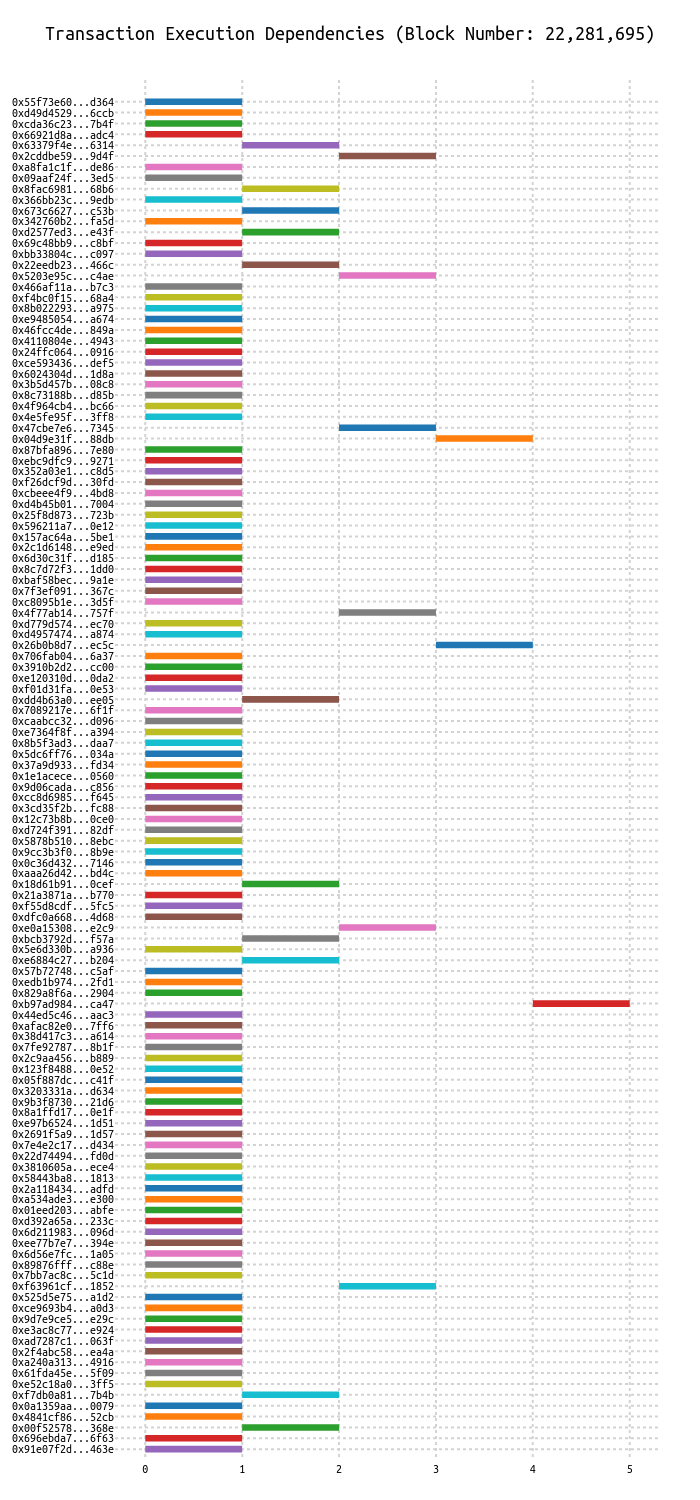 Transaction Execution Dependencies (Block Number: 22,281,695)
0x55f73e60...d364
0xd49d4529...6ccb
0xcda36c23...7b4f
0x66921d8a...adc4
0x63379f4e...6314
0x2cddbe59...9d4f
0xa8fa1c1f...de86
0x09aaf24f...3ed5
0x8fac6981...68b6
0x366bb23c...9edb
0x673c6627...c53b
0x342760b2...fa5d
0xd2577ed3...e43f
0x69c48bb9...c8bf
0xbb33804c...c097
0x22eedb23...466c
0x5203e95c...c4ae
0x466af11a...b7c3
0xf4bc0f15...68a4
0x8b022293...a975
0xe9485054...a674
0x46fcc4de...849a
0x4110804e...4943
0x24ffc064...0916
0xce593436...def5
0x6024304d...1d8a
0x3b5d457b...08c8
0x8c73188b...d85b
0x4f964cb4...bc66
0x4e5fe95f...3ff8
0x47cbe7e6...7345
0x04d9e31f...88db
0x87bfa896...7e80
0xebc9dfc9...9271
0x352a03e1...c8d5
0xf26dcf9d...30fd
0xcbeee4f9...4bd8
0xd4b45b01...7004
0x25f8d873...723b
0x596211a7...0e12
0x157ac64a...5be1
0x2c1d6148...e9ed
0x6d30c31f...d185
0x8c7d72f3...1dd0
0xbaf58bec...9a1e
0x7f3ef091...367c
0xc8095b1e...3d5f
0x4f77ab14...757f
0xd779d574...ec70
0xd4957474...a874
0x26b0b8d7...ec5c
0x706fab04...6a37
0x3910b2d2...cc00
0xe120310d...0da2
0xf01d31fa...0e53
0xdd4b63a0...ee05
0x7089217e...6f1f
0xcaabcc32...d096
0xe7364f8f...a394
0x8b5f3ad3...daa7
0x5dc6ff76...034a
0x37a9d933...fd34
0x1e1acece...0560
0x9d06cada...c856
0xcc8d6985...f645
0x3cd35f2b...fc88
0x12c73b8b...0ce0
0xd724f391...82df
0x5878b510...8ebc
0x9cc3b3f0...8b9e
0x0c36d432...7146
0xaaa26d42...bd4c
0x18d61b91...0cef
0x21a3871a...b770
0xf55d8cdf...5fc5
0xdfc0a668...4d68
0xe0a15308...e2c9
0xbcb3792d...f57a
0x5e6d330b...a936
0xe6884c27...b204
0x57b72748...c5af
0xedb1b974...2fd1
0x829a8f6a...2904
0xb97ad984...ca47
0x44ed5c46...aac3
0xafac82e0...7ff6
0x38d417c3...a614
0x7fe92787...8b1f
0x2c9aa456...b889
0x123f8488...0e52
0x05f887dc...c41f
0x3203331a...d634
0x9b3f8730...21d6
0x8a1ffd17...0e1f
0xe97b6524...1d51
0x2691f5a9...1d57
0x7e4e2c17...d434
0x22d74494...fd0d
0x3810605a...ece4
0x58443ba8...1813
0x2a118434...adfd
0xa534ade3...e300
0x01eed203...abfe
0xd392a65a...233c
0x6d211983...096d
0xee77b7e7...394e
0x6d56e7fc...1a05
0x89876fff...c88e
0x7bb7ac8c...5c1d
0xf63961cf...1852
0x525d5e75...a1d2
0xce9693b4...a0d3
0x9d7e9ce5...e29c
0xe3ac8c77...e924
0xad7287c1...063f
0x2f4abc58...ea4a
0xa240a313...4916
0x61fda45e...5f09
0xe52c18a0...3ff5
0xf7db0a81...7b4b
0x0a1359aa...0079
0x4841cf86...52cb
0x00f52578...368e
0x696ebda7...6f63
0x91e07f2d...463e
0 1 2 3 4 5